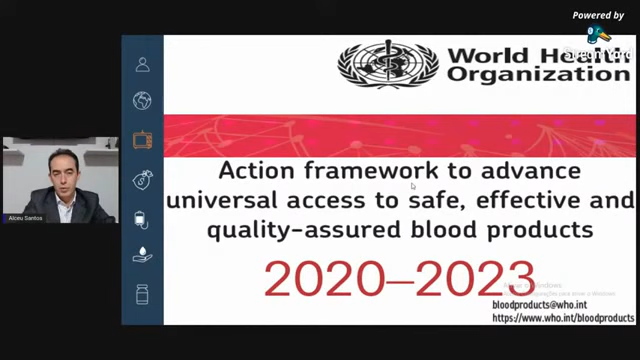 Powered by
StreamYard
World Health
Organization
Action framework to advance
universal access to safe, effective and
quality-assured blood products
2020–2023
bloodproducts@who.int
https://www.who.int/bloodproducts
Alceu Santos